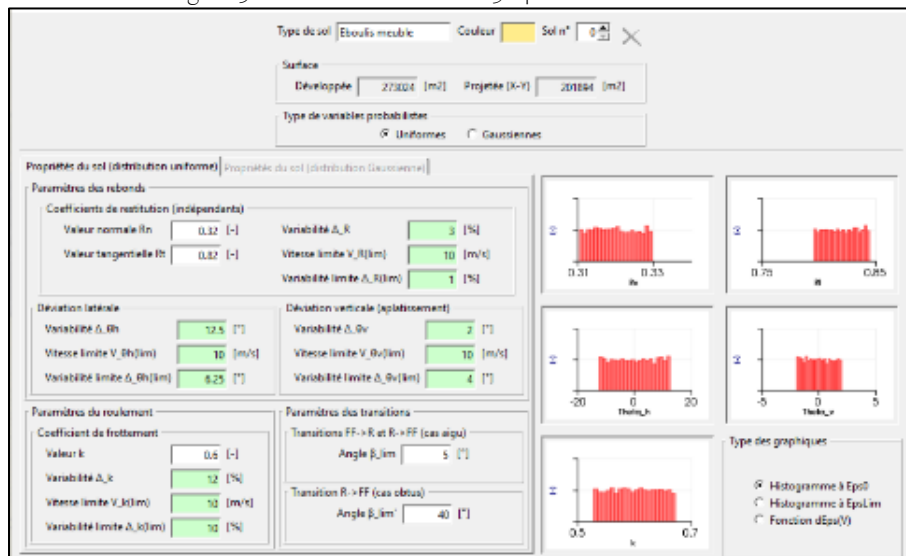 Type de sol Eboulis meuble Couleur Sol n° 0
Surface
Développée 273024 [m2] Projetée (X-Y) 201894 [m2]
Type de variables probabilistes
Uniformes Gaussiennes
Propriétés du sol (distribution uniforme) Propriétés du sol (distribution Gaussienne)
Paramètres des rebonds
Coefficients de restitution (indépendants)
Valeur normale Rn 0.32 [-] Variabilité Δ_R 3 [%]
Valeur tangentielle Rt 0.82 [-] Vitesse limite V_R(lim) 10 [m/s]
Variabilité limite Δ_R(lim) 1 [%]
Déviation latérale
Variabilité Δ_θh 12.5 [°]
Vitesse limite V_θh(lim) 10 [m/s]
Variabilité limite Δ_θh(lim) 6.25 [°]
Déviation verticale (aplatissement)
Variabilité Δ_θv 2 [°]
Vitesse limite V_θv(lim) 10 [m/s]
Variabilité limite Δ_θv(lim) 4 [°]
Paramètres du roulement
Coefficient de frottement
Valeur k 0.6 [-]
Variabilité Δ_k 12 [%]
Vitesse limite V_k(lim) 10 [m/s]
Variabilité limite Δ_k(lim) 10 [%]
Paramètres des transitions
Transitions FF->R et R->FF (cas aigu)
Angle β_lim 5 [°]
Transition R->FF (cas obtus)
Angle β_lim' 40 [°]
0.31 0.33
Rn
0.75 0.85
Rt
-20 0 20
Theta_h
-5 0 5
Theta_v
0.5 0.7
k
Type des graphiques
Histogramme à Eps0
Histogramme à EpsLim
Fonction dEps(V)